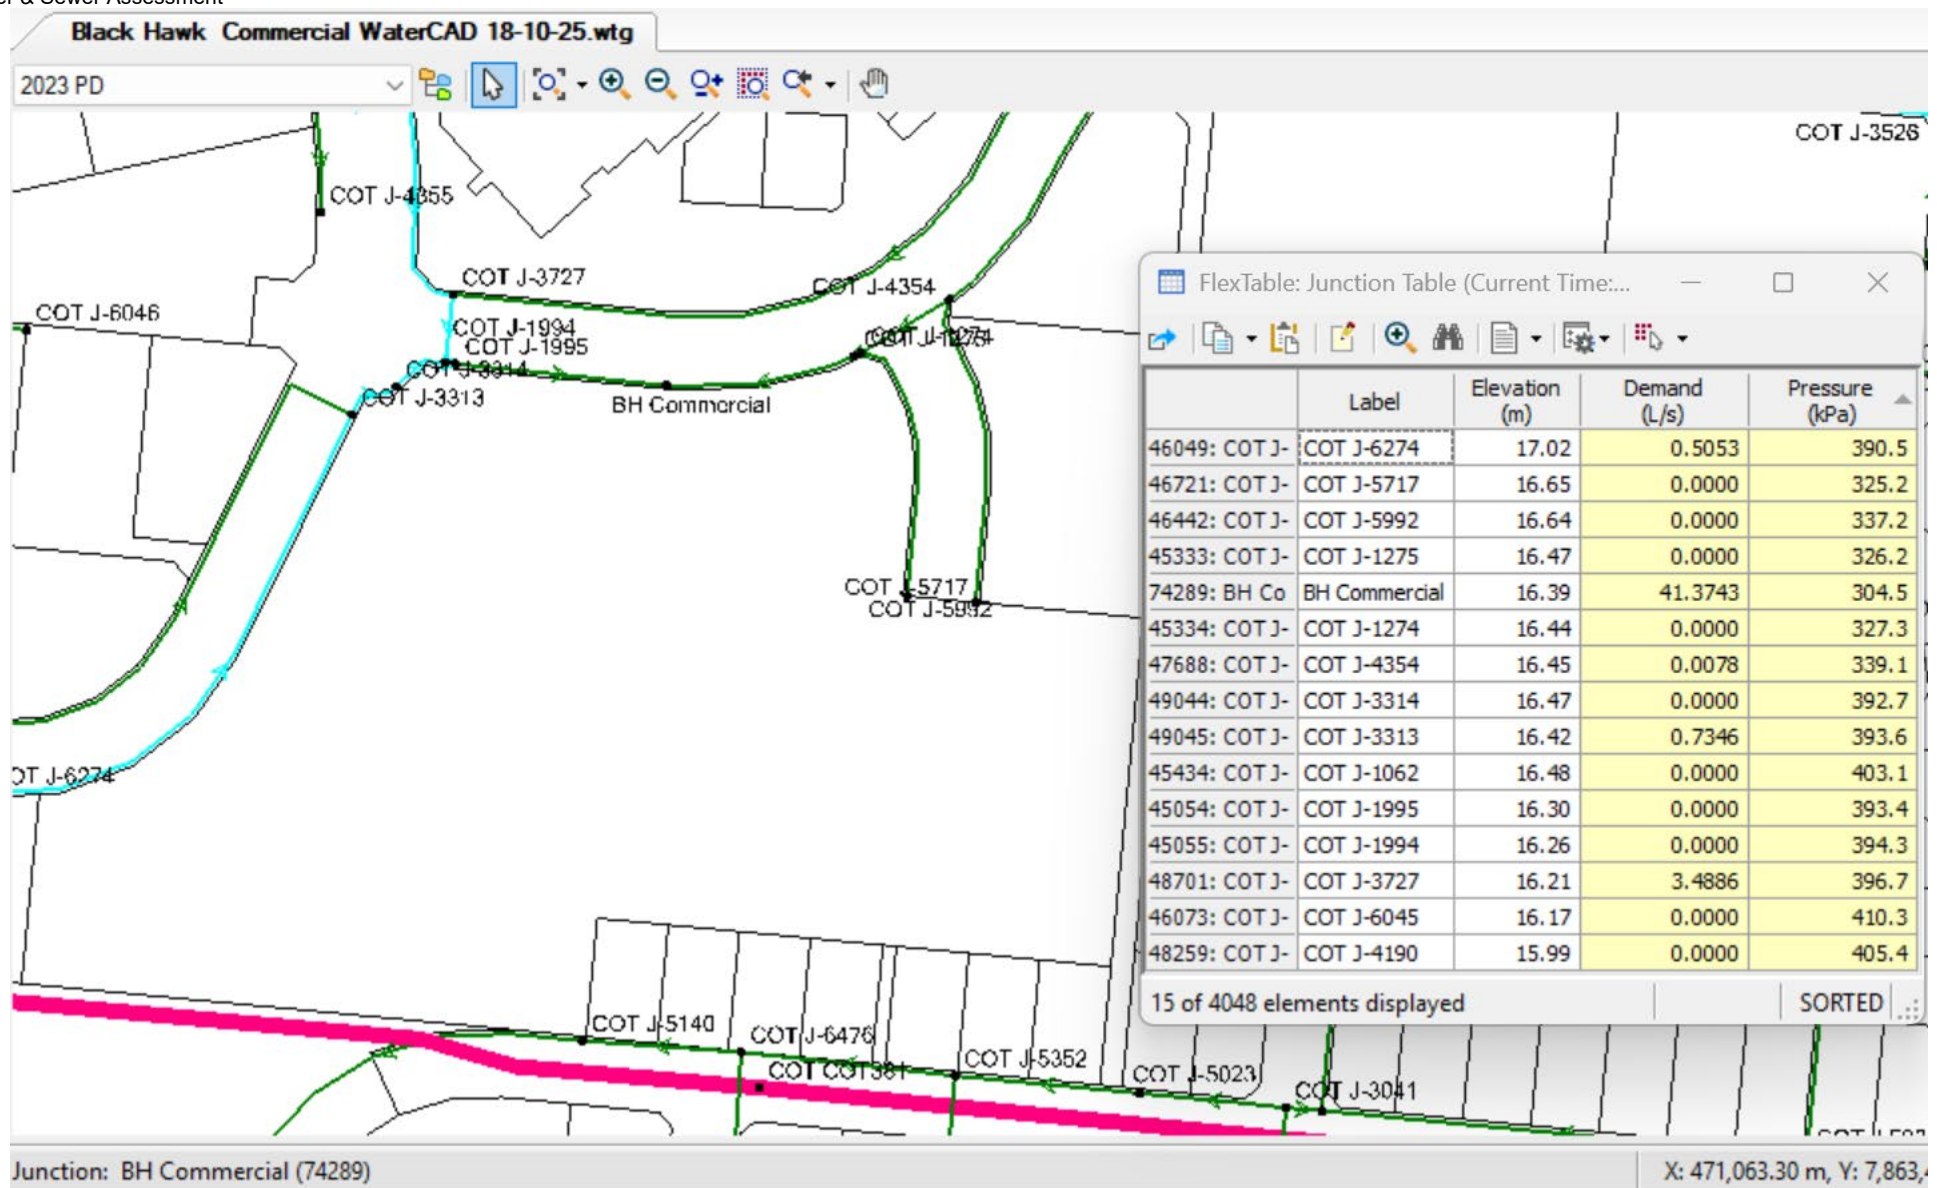 er & Sewer Assessment
Black Hawk Commercial WaterCAD 18-10-25.wtg
2023 PD
COT J-3526
COT J-4355
COT J-3727
COT J-4354
COT J-6046
COT J-1994
COT J-1995
COT J-3314
COT J-3313
BH Commercial
COT J-5717
COT J-5992
OT J-6274
COT J-5140
COT J-6476
COT COT381
COT J-5352
COT J-5023
COT J-3041
FlexTable: Junction Table (Current Time:...
Label Elevation (m) Demand (L/s) Pressure (kPa)
46049: COT J- COT J-6274 17.02 0.5053 390.5
46721: COT J- COT J-5717 16.65 0.0000 325.2
46442: COT J- COT J-5992 16.64 0.0000 337.2
45333: COT J- COT J-1275 16.47 0.0000 326.2
74289: BH Co BH Commercial 16.39 41.3743 304.5
45334: COT J- COT J-1274 16.44 0.0000 327.3
47688: COT J- COT J-4354 16.45 0.0078 339.1
49044: COT J- COT J-3314 16.47 0.0000 392.7
49045: COT J- COT J-3313 16.42 0.7346 393.6
45434: COT J- COT J-1062 16.48 0.0000 403.1
45054: COT J- COT J-1995 16.30 0.0000 393.4
45055: COT J- COT J-1994 16.26 0.0000 394.3
48701: COT J- COT J-3727 16.21 3.4886 396.7
46073: COT J- COT J-6045 16.17 0.0000 410.3
48259: COT J- COT J-4190 15.99 0.0000 405.4
15 of 4048 elements displayed SORTED
Junction: BH Commercial (74289) X: 471,063.30 m, Y: 7,863,